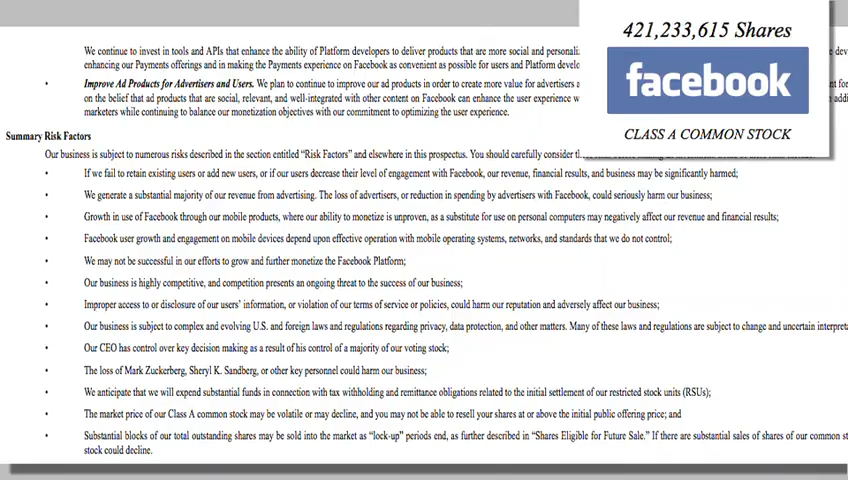 421,233,615 Shares
facebook
CLASS A COMMON STOCK
We continue to invest in tools and APIs that enhance the ability of Platform developers to deliver products that are more social and personali
enhancing our Payments offerings and in making the Payments experience on Facebook as convenient as possible for users and Platform develo
• Improve Ad Products for Advertisers and Users. We plan to continue to improve our ad products in order to create more value for advertisers a
on the belief that ad products that are social, relevant, and well-integrated with other content on Facebook can enhance the user experience w
marketers while continuing to balance our monetization objectives with our commitment to optimizing the user experience.
Summary Risk Factors
Our business is subject to numerous risks described in the section entitled “Risk Factors” and elsewhere in this prospectus. You should carefully consider
• If we fail to retain existing users or add new users, or if our users decrease their level of engagement with Facebook, our revenue, financial results, and business may be significantly harmed;
• We generate a substantial majority of our revenue from advertising. The loss of advertisers, or reduction in spending by advertisers with Facebook, could seriously harm our business;
• Growth in use of Facebook through our mobile products, where our ability to monetize is unproven, as a substitute for use on personal computers may negatively affect our revenue and financial results;
• Facebook user growth and engagement on mobile devices depend upon effective operation with mobile operating systems, networks, and standards that we do not control;
• We may not be successful in our efforts to grow and further monetize the Facebook Platform;
• Our business is highly competitive, and competition presents an ongoing threat to the success of our business;
• Improper access to or disclosure of our users’ information, or violation of our terms of service or policies, could harm our reputation and adversely affect our business;
• Our business is subject to complex and evolving U.S. and foreign laws and regulations regarding privacy, data protection, and other matters. Many of these laws and regulations are subject to change and uncertain interpreta
• Our CEO has control over key decision making as a result of his control of a majority of our voting stock;
• The loss of Mark Zuckerberg, Sheryl K. Sandberg, or other key personnel could harm our business;
• We anticipate that we will expend substantial funds in connection with tax withholding and remittance obligations related to the initial settlement of our restricted stock units (RSUs);
• The market price of our Class A common stock may be volatile or may decline, and you may not be able to resell your shares at or above the initial public offering price; and
• Substantial blocks of our total outstanding shares may be sold into the market as “lock-up” periods end, as further described in “Shares Eligible for Future Sale.” If there are substantial sales of shares of our common st
stock could decline.